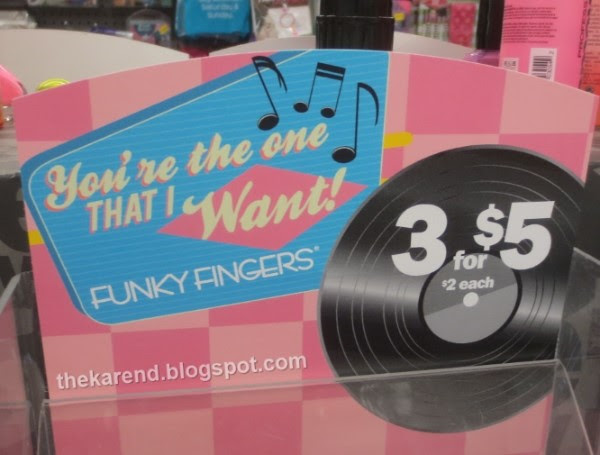 You're the one
THAT I Want!
FUNKY FINGERS®
3 for $5
$2 each
thekarend.blogspot.com